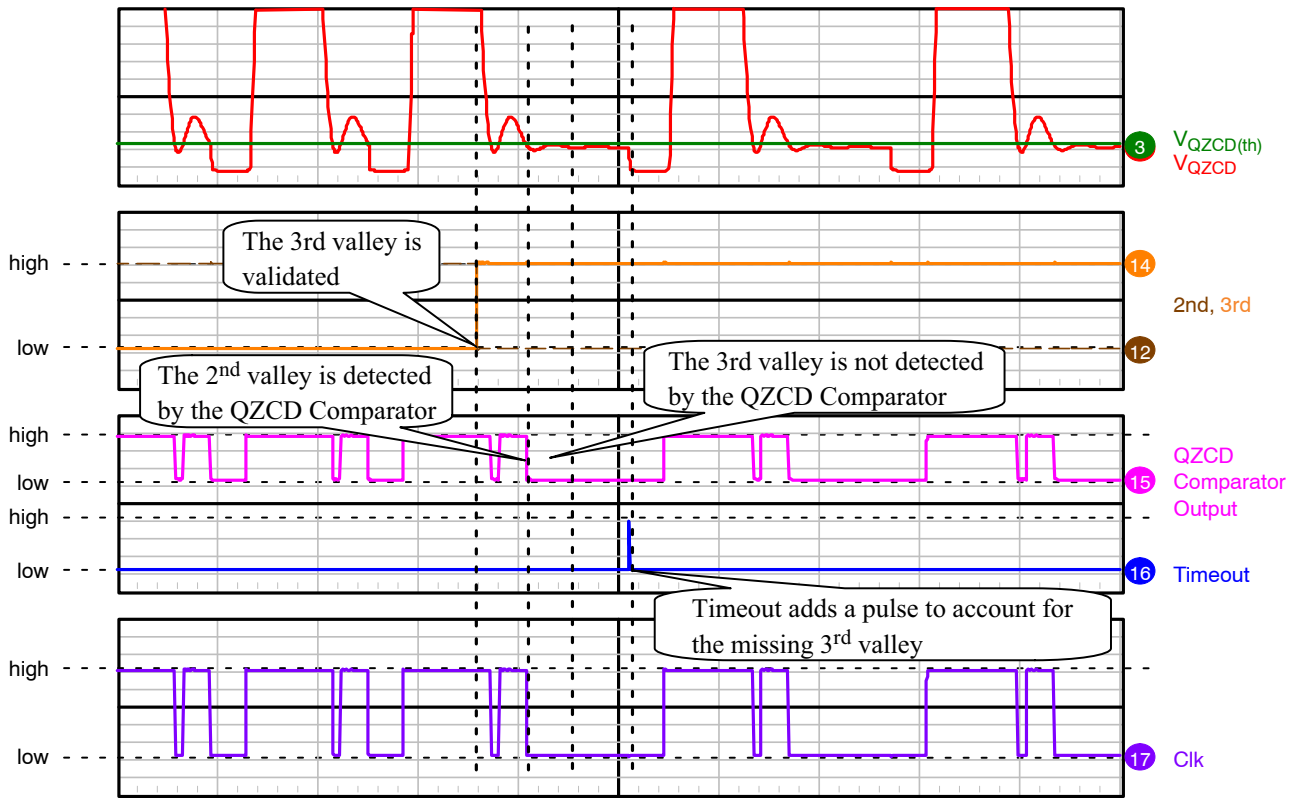 3
V_QZCD(th)
V_QZCD
The 3rd valley is
validated
high
14
2nd, 3rd
low
12
The 2nd valley is detected
by the QZCD Comparator
The 3rd valley is not detected
by the QZCD Comparator
high
low
15
QZCD
Comparator
Output
high
low
16
Timeout
Timeout adds a pulse to account for
the missing 3rd valley
high
low
17
Clk